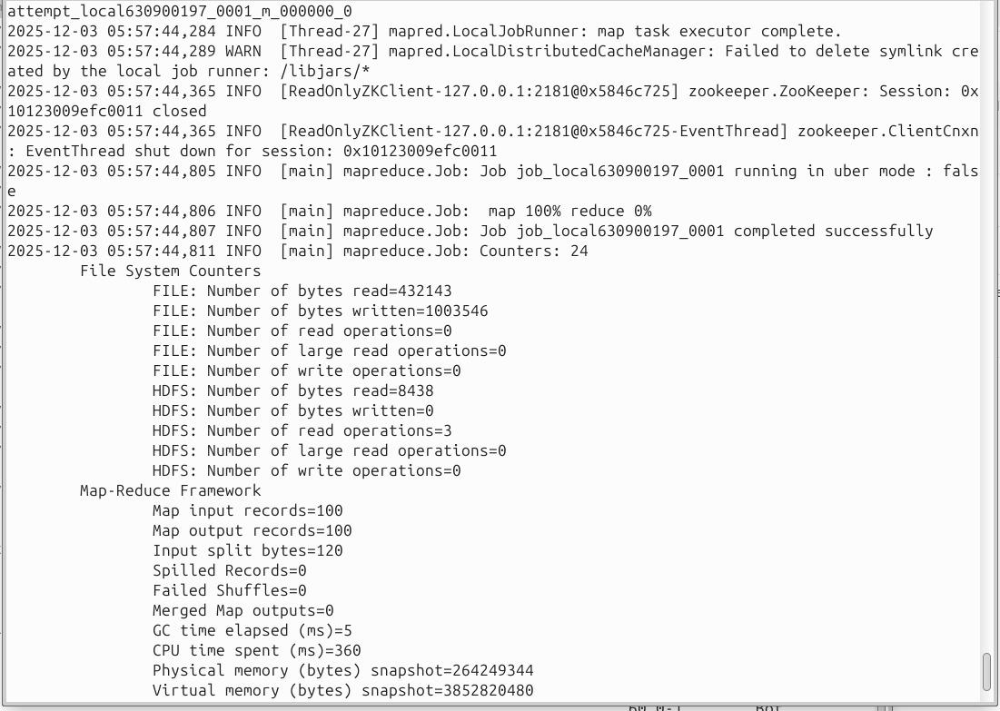 attempt_local630900197_0001_m_000000_0
2025-12-03 05:57:44,284 INFO  [Thread-27] mapred.LocalJobRunner: map task executor complete.
2025-12-03 05:57:44,289 WARN  [Thread-27] mapred.LocalDistributedCacheManager: Failed to delete symlink cre
ated by the local job runner: /libjars/*
2025-12-03 05:57:44,365 INFO  [ReadOnlyZKClient-127.0.0.1:2181@0x5846c725] zookeeper.ZooKeeper: Session: 0x
10123009efc0011 closed
2025-12-03 05:57:44,365 INFO  [ReadOnlyZKClient-127.0.0.1:2181@0x5846c725-EventThread] zookeeper.ClientCnxn
: EventThread shut down for session: 0x10123009efc0011
2025-12-03 05:57:44,805 INFO  [main] mapreduce.Job: Job job_local630900197_0001 running in uber mode : fals
e
2025-12-03 05:57:44,806 INFO  [main] mapreduce.Job:  map 100% reduce 0%
2025-12-03 05:57:44,807 INFO  [main] mapreduce.Job: Job job_local630900197_0001 completed successfully
2025-12-03 05:57:44,811 INFO  [main] mapreduce.Job: Counters: 24
        File System Counters
                FILE: Number of bytes read=432143
                FILE: Number of bytes written=1003546
                FILE: Number of read operations=0
                FILE: Number of large read operations=0
                FILE: Number of write operations=0
                HDFS: Number of bytes read=8438
                HDFS: Number of bytes written=0
                HDFS: Number of read operations=3
                HDFS: Number of large read operations=0
                HDFS: Number of write operations=0
        Map-Reduce Framework
                Map input records=100
                Map output records=100
                Input split bytes=120
                Spilled Records=0
                Failed Shuffles=0
                Merged Map outputs=0
                GC time elapsed (ms)=5
                CPU time spent (ms)=360
                Physical memory (bytes) snapshot=264249344
                Virtual memory (bytes) snapshot=3852820480